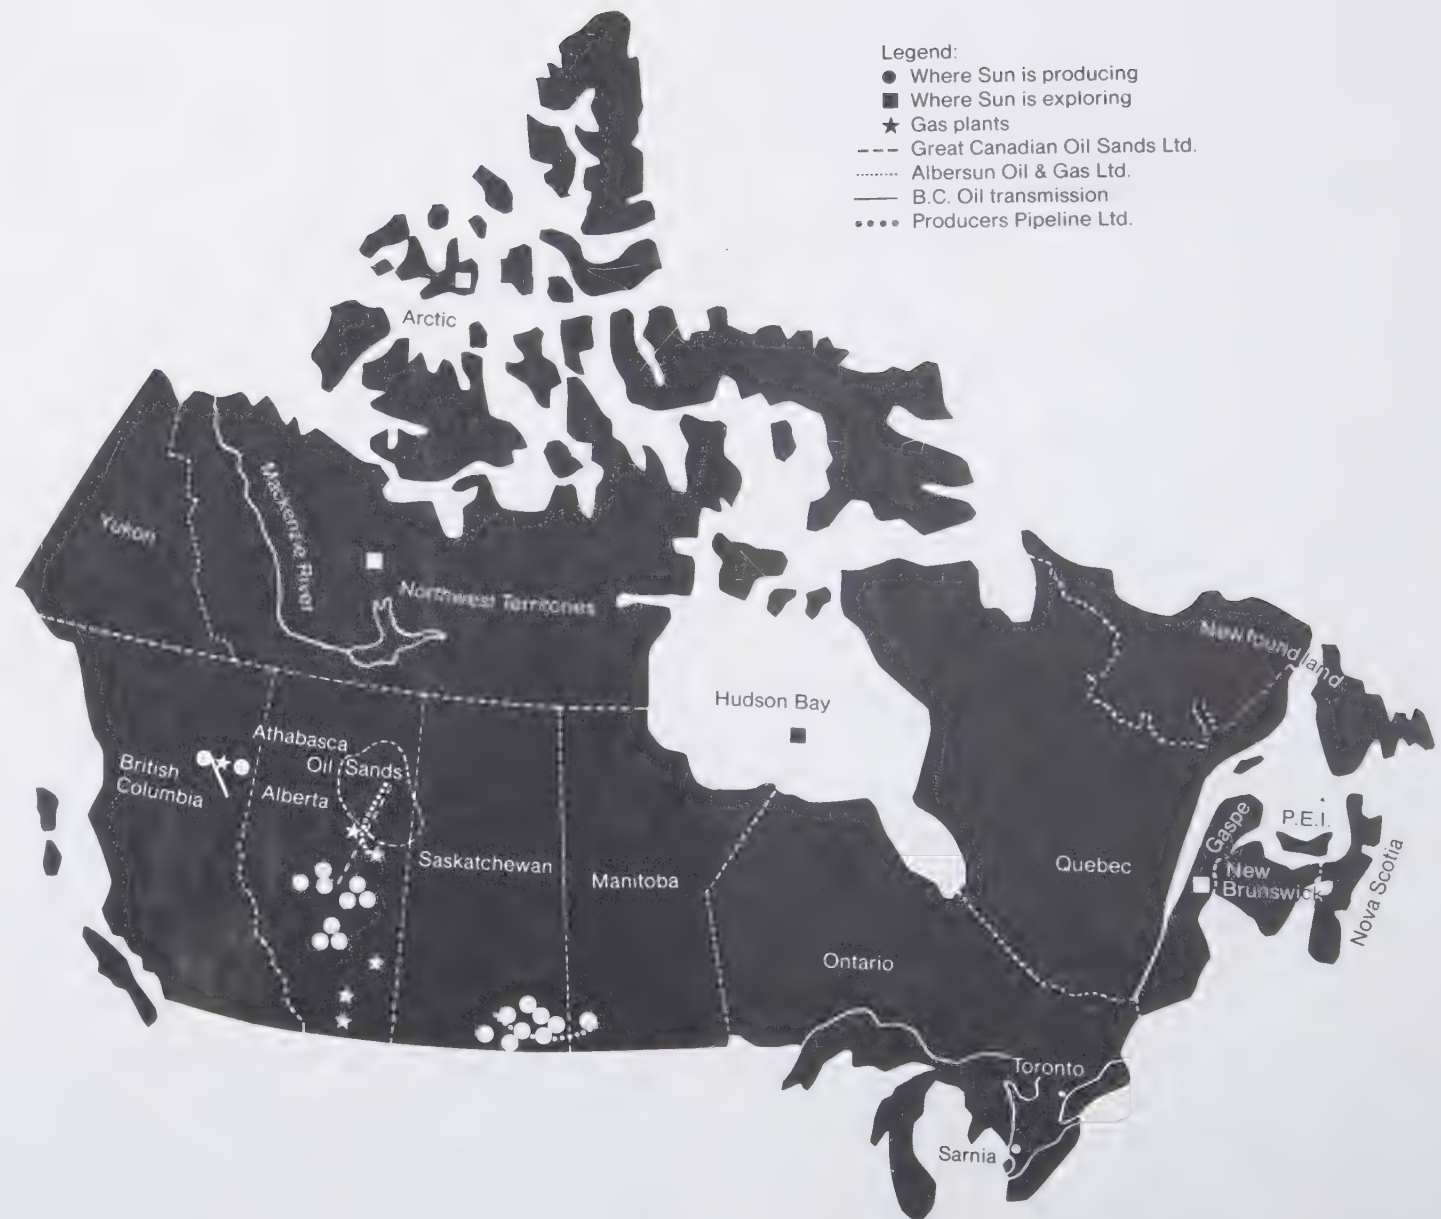 Legend:
Where Sun is producing
Where Sun is exploring
Gas plants
Great Canadian Oil Sands Ltd.
Albersun Oil & Gas Ltd.
B.C. Oil transmission
Producers Pipeline Ltd.
Arctic
Yukon
Mackenzie River
Northwest Territories
Newfoundland
Hudson Bay
Athabasca
Oil Sands
British
Columbia
Alberta
Saskatchewan
Manitoba
Ontario
Quebec
Gaspe
P.E.I.
New
Brunswick
Nova Scotia
Toronto
Sarnia